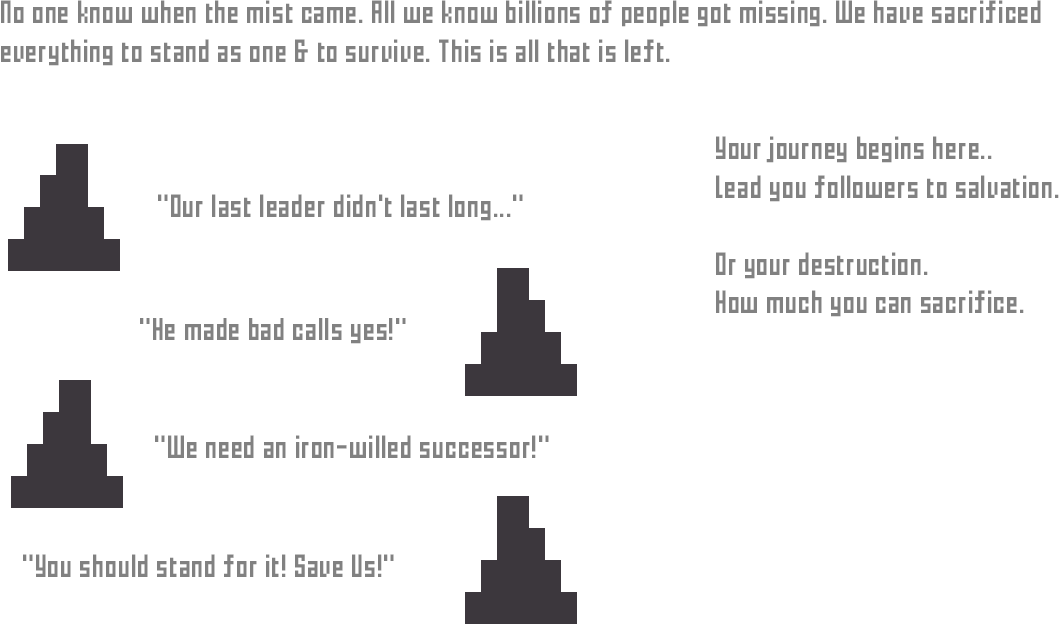 No one know when the mist came. All we know billions of people got missing. We have sacrificed
everything to stand as one & to survive. This is all that is left.
"Our last leader didn't last long..."
"He made bad calls yes!"
"We need an iron-willed successor!"
"You should stand for it! Save Us!"
Your journey begins here..
Lead you followers to salvation.
Or your destruction.
How much you can sacrifice.